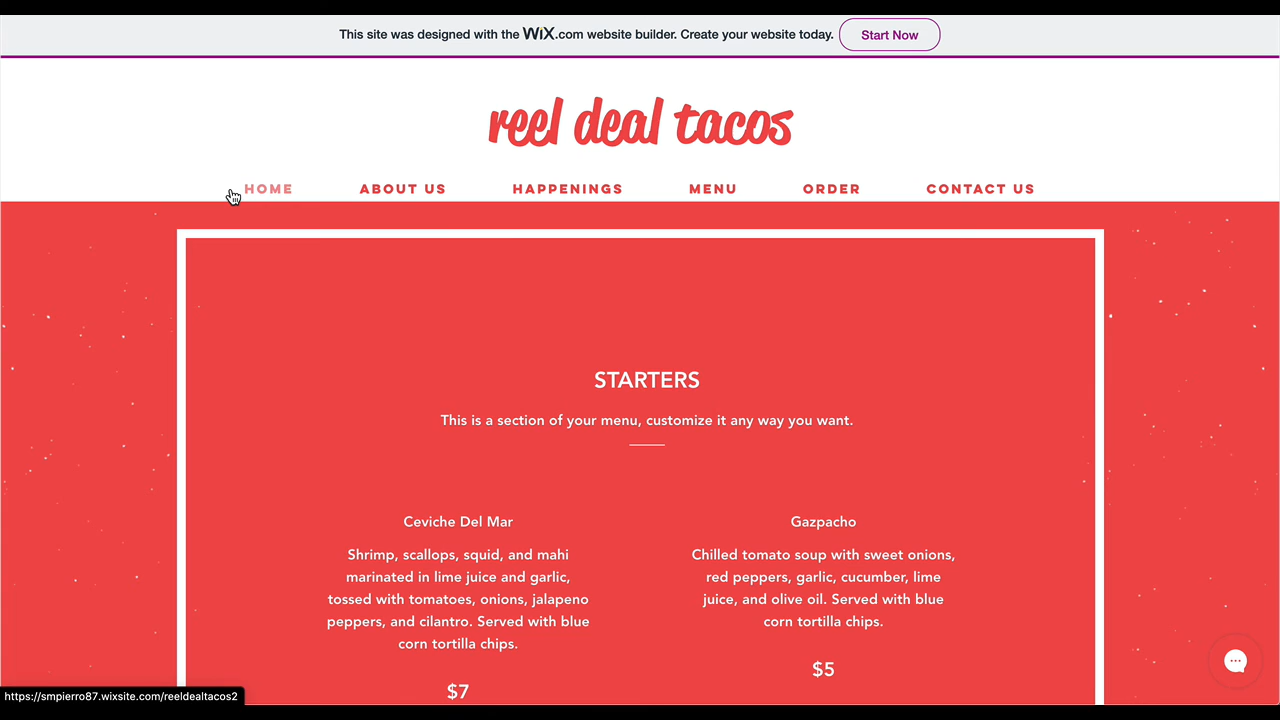 This site was designed with the WiX.com website builder. Create your website today. Start Now
reel deal tacos
HOME ABOUT US HAPPENINGS MENU ORDER CONTACT US
STARTERS
This is a section of your menu, customize it any way you want.
Ceviche Del Mar
Shrimp, scallops, squid, and mahi
marinated in lime juice and garlic,
tossed with tomatoes, onions, jalapeno
peppers, and cilantro. Served with blue
corn tortilla chips.
$7
Gazpacho
Chilled tomato soup with sweet onions,
red peppers, garlic, cucumber, lime
juice, and olive oil. Served with blue
corn tortilla chips.
$5
https://smpierro87.wixsite.com/reeldealtacos2